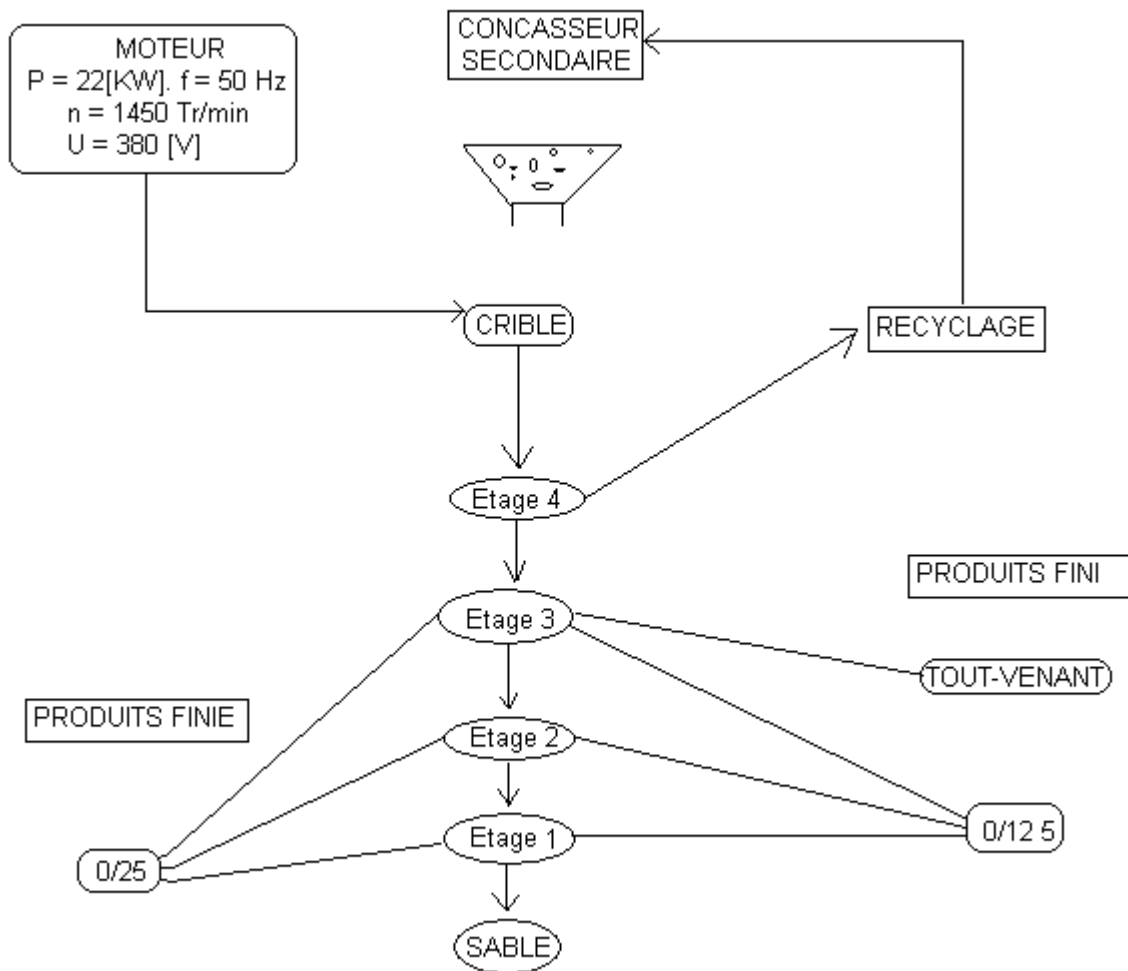 MOTEUR
P = 22[KW]. f = 50 Hz
n = 1450 Tr/min
U = 380 [V]
CONCASSEUR
SECONDAIRE
CRIBLE
RECYCLAGE
Etage 4
PRODUITS FINI
Etage 3
TOUT-VENANT
PRODUITS FINIE
Etage 2
Etage 1
0/12 5
0/25
SABLE